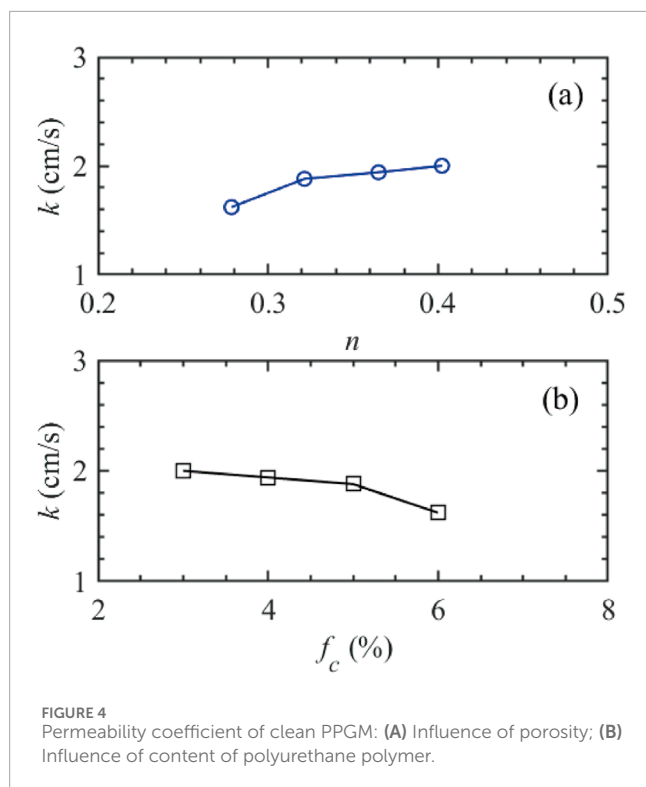 3
(a)
k (cm/s)
2
1
0.2 0.3 0.4 0.5
n
3
(b)
k (cm/s)
2
1
2 4 6 8
f_c (%)
FIGURE 4
Permeability coefficient of clean PPGM: (A) Influence of porosity; (B)
Influence of content of polyurethane polymer.